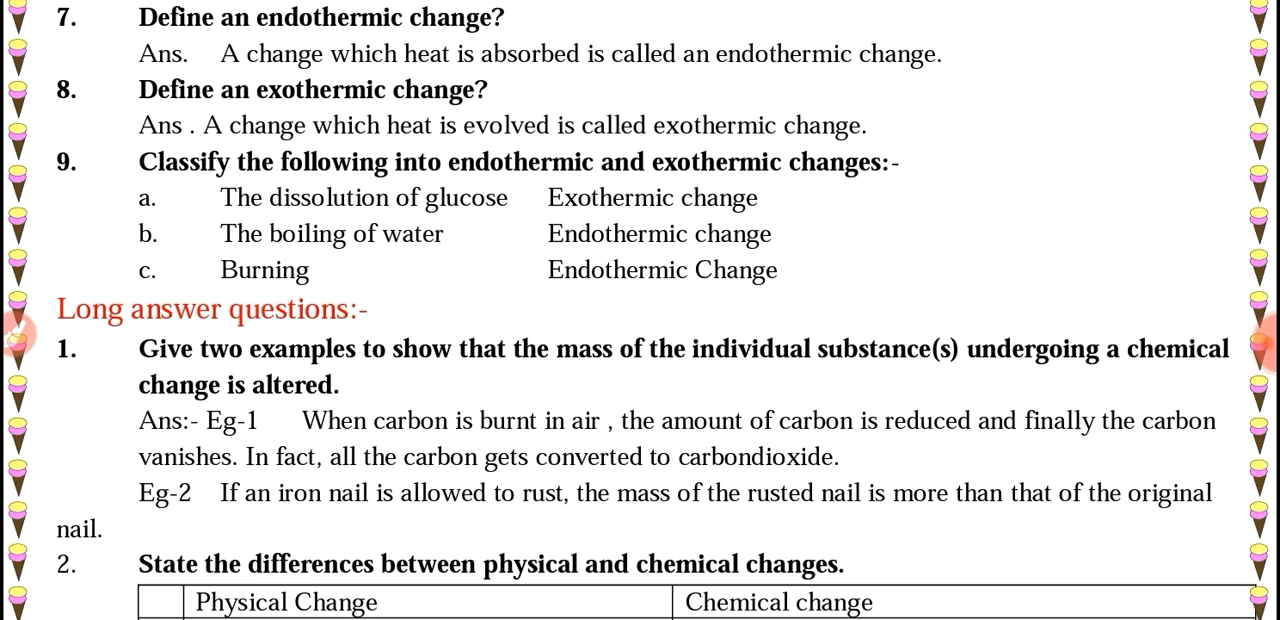 7. Define an endothermic change?
Ans. A change which heat is absorbed is called an endothermic change.
8. Define an exothermic change?
Ans . A change which heat is evolved is called exothermic change.
9. Classify the following into endothermic and exothermic changes:-
a. The dissolution of glucose Exothermic change
b. The boiling of water Endothermic change
c. Burning Endothermic Change
Long answer questions:-
1. Give two examples to show that the mass of the individual substance(s) undergoing a chemical
change is altered.
Ans:- Eg-1 When carbon is burnt in air , the amount of carbon is reduced and finally the carbon
vanishes. In fact, all the carbon gets converted to carbondioxide.
Eg-2 If an iron nail is allowed to rust, the mass of the rusted nail is more than that of the original
nail.
2. State the differences between physical and chemical changes.
Physical Change Chemical change